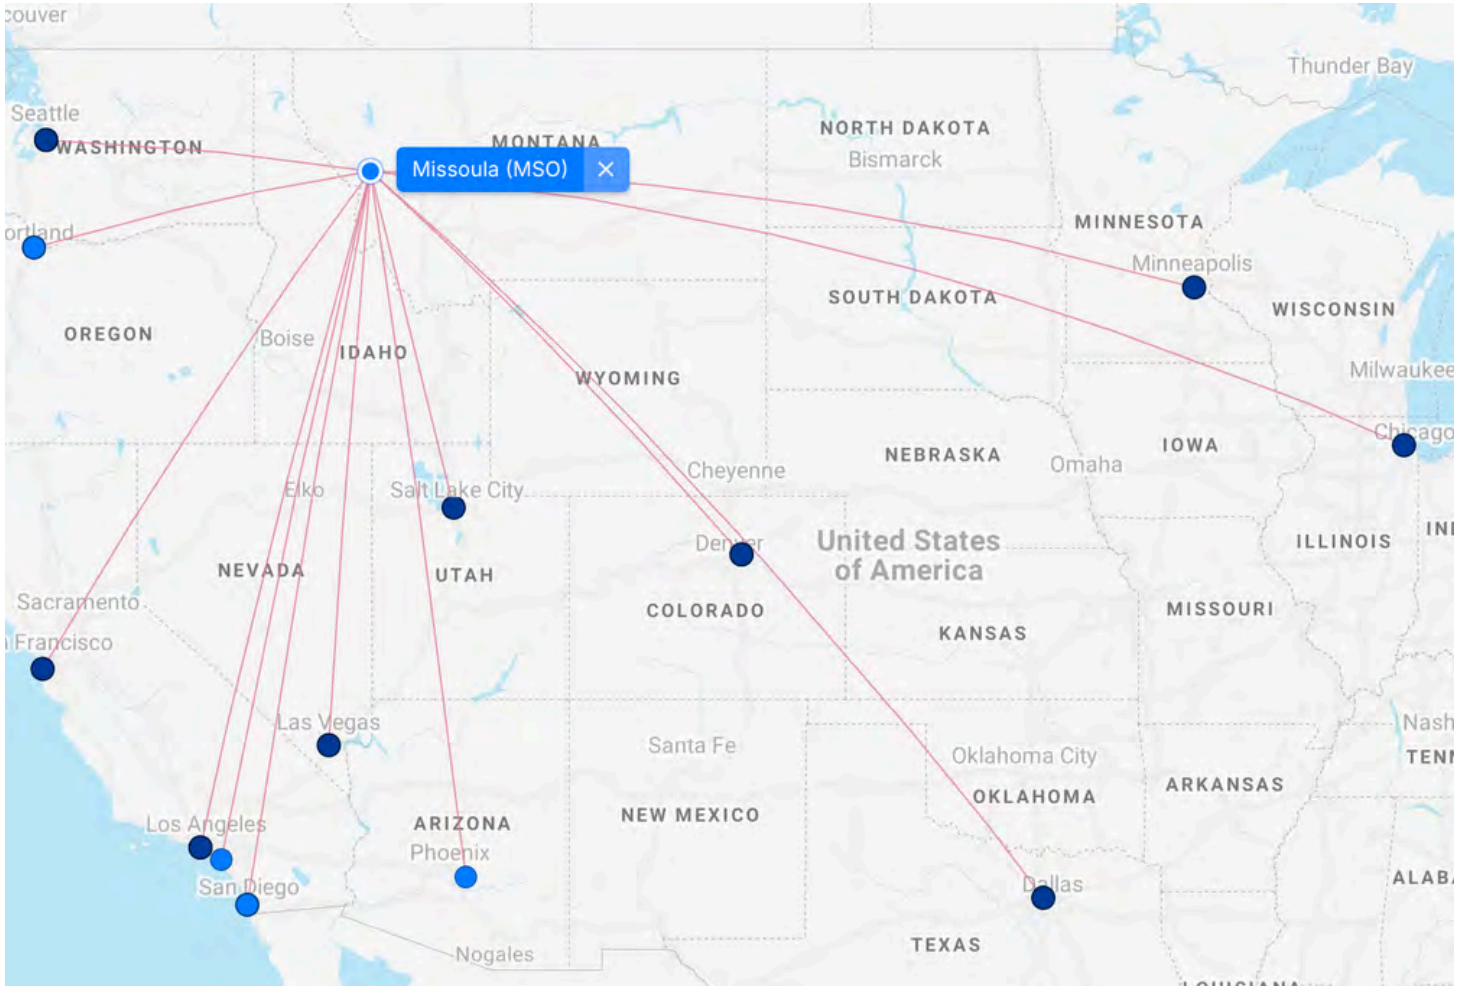 couver
Thunder Bay
Seattle
WASHINGTON
MONTANA
NORTH DAKOTA
Bismarck
Missoula (MSO) ×
ortland
MINNESOTA
Minneapolis
OREGON
Boise
IDAHO
SOUTH DAKOTA
WISCONSIN
WYOMING
Milwaukee
Chicago
NEBRASKA
IOWA
Omaha
Cheyenne
Elko
Salt Lake City
Denver
United States
of America
ILLINOIS
INI
NEVADA
UTAH
COLORADO
MISSOURI
Sacramento
Francisco
KANSAS
Las Vegas
Santa Fe
Oklahoma City
Nash
TENN
ARKANSAS
OKLAHOMA
Los Angeles
ARIZONA
NEW MEXICO
Phoenix
San Diego
Dallas
ALABA
Nogales
TEXAS
LOUISIANA